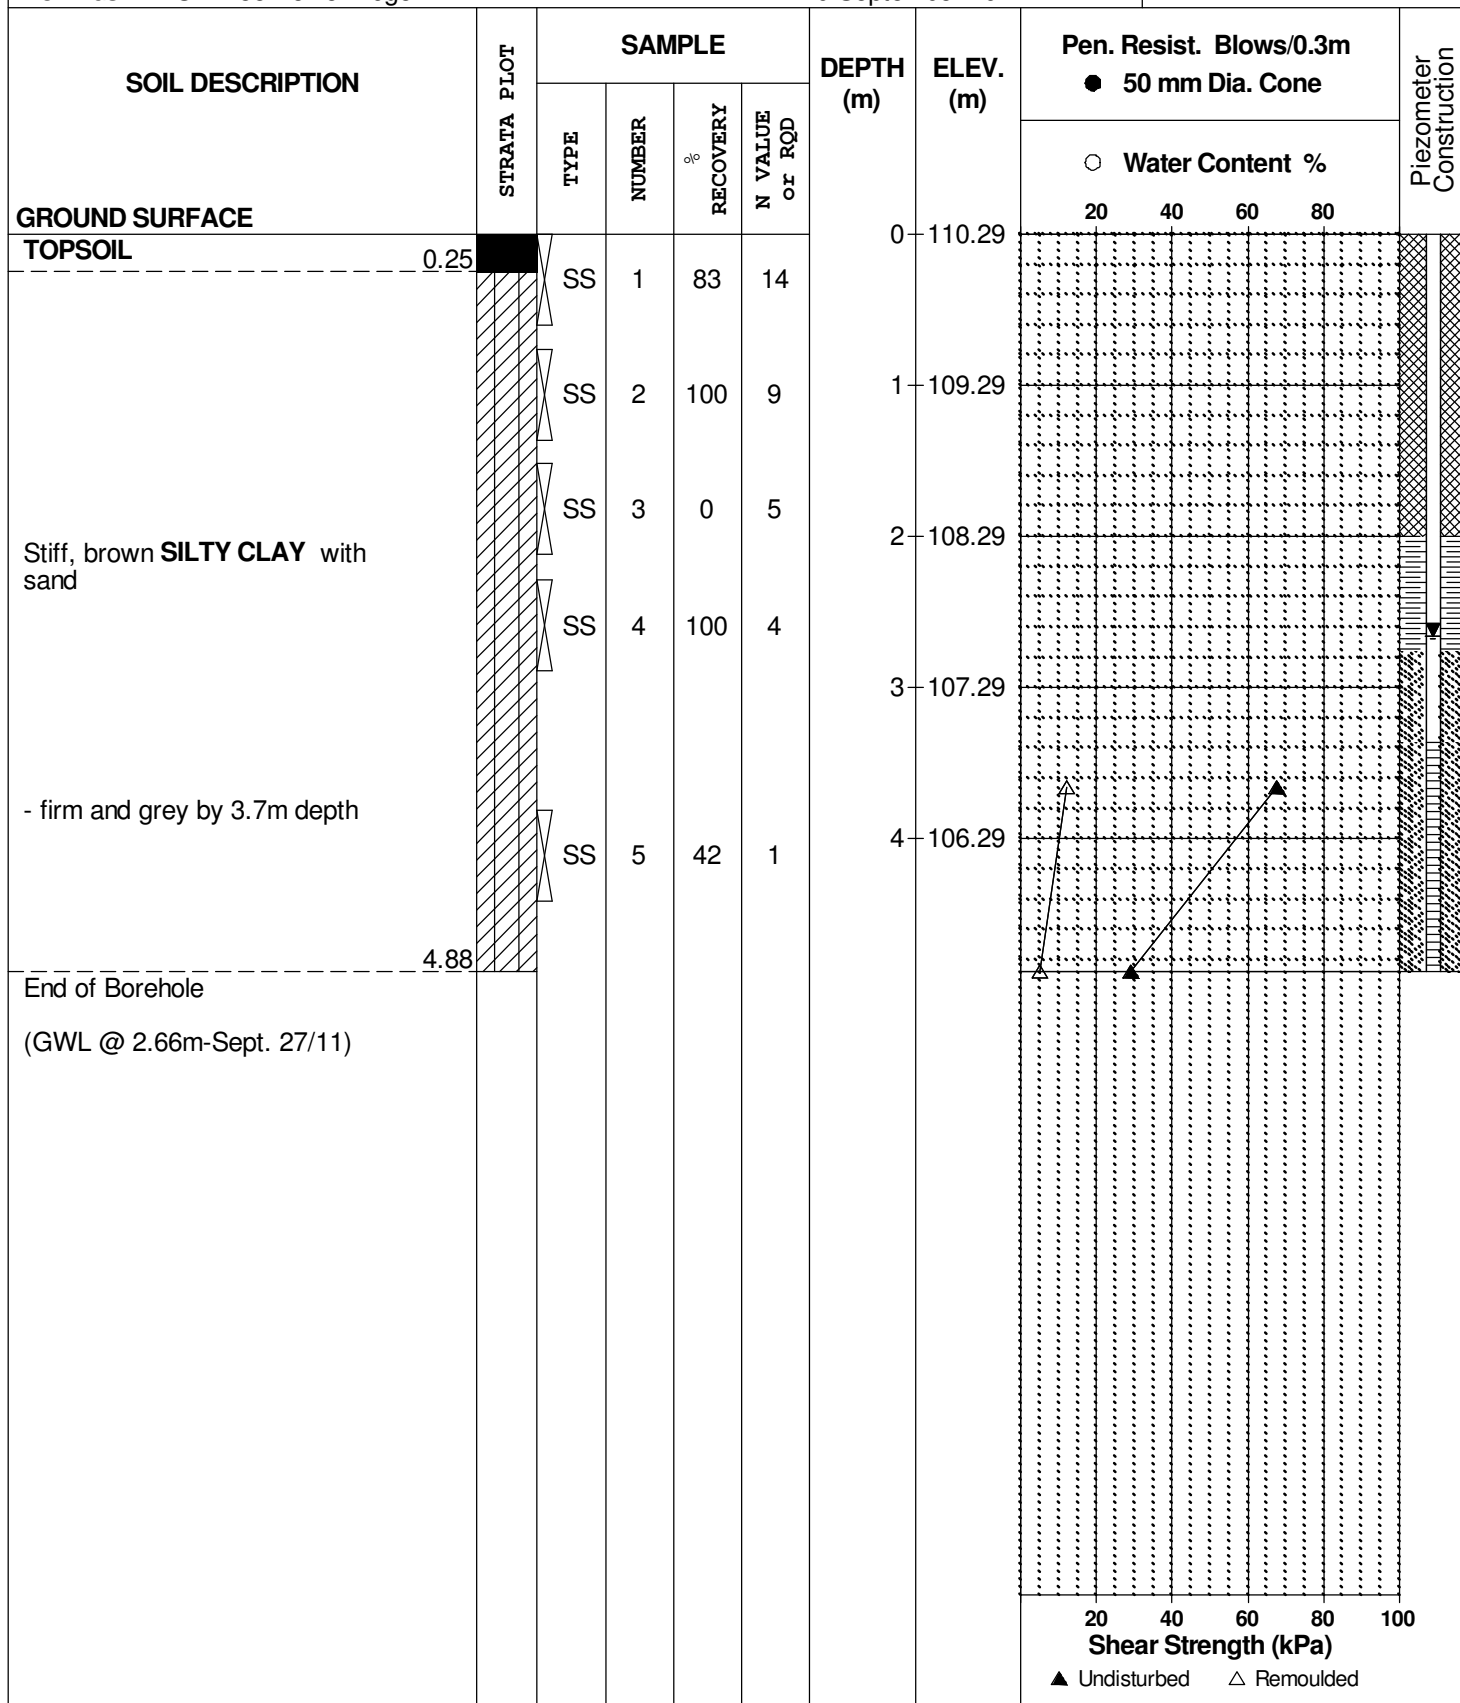 SOIL DESCRIPTION
GROUND SURFACE
STRATA PLOT
SAMPLE
TYPE
NUMBER
% RECOVERY
N VALUE
or RQD
DEPTH
(m)
ELEV.
(m)
Pen. Resist. Blows/0.3m
● 50 mm Dia. Cone
○ Water Content %
20 40 60 80
Piezometer
Construction
TOPSOIL
0.25
0 110.29
SS 1 83 14
SS 2 100 9
1 109.29
SS 3 0 5
2 108.29
Stiff, brown SILTY CLAY with
sand
SS 4 100 4
3 107.29
- firm and grey by 3.7m depth
4 106.29
SS 5 42 1
4.88
End of Borehole
(GWL @ 2.66m-Sept. 27/11)
20 40 60 80 100
Shear Strength (kPa)
▲ Undisturbed △ Remoulded